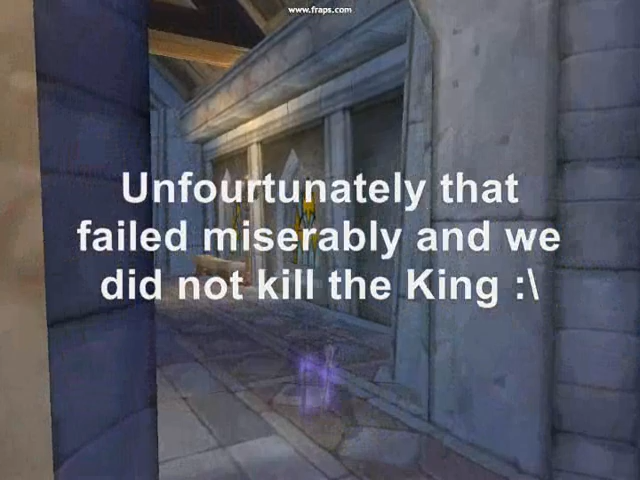 www.fraps.com
Unfourtunately that
failed miserably and we
did not kill the King :\